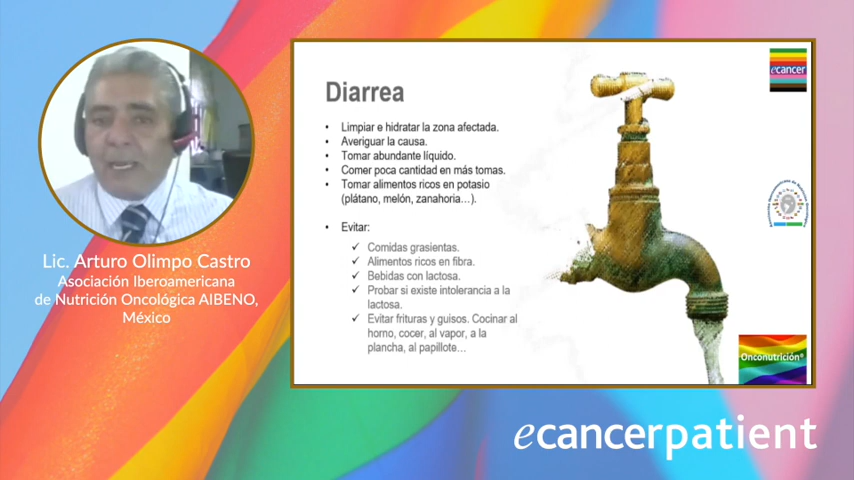 Diarrea
• Limpiar e hidratar la zona afectada.
• Averiguar la causa.
• Tomar abundante líquido.
• Comer poca cantidad en más tomas.
• Tomar alimentos ricos en potasio
(plátano, melón, zanahoria…).
• Evitar:
✓ Comidas grasientas.
✓ Alimentos ricos en fibra.
✓ Bebidas con lactosa.
✓ Probar si existe intolerancia a la
lactosa.
✓ Evitar frituras y guisos. Cocinar al
horno, cocer, al vapor, a la
plancha, al papillote…
ecancer
Onconutrición®
Lic. Arturo Olimpo Castro
Asociación Iberoamericana
de Nutrición Oncológica AIBENO,
México
ecancerpatient